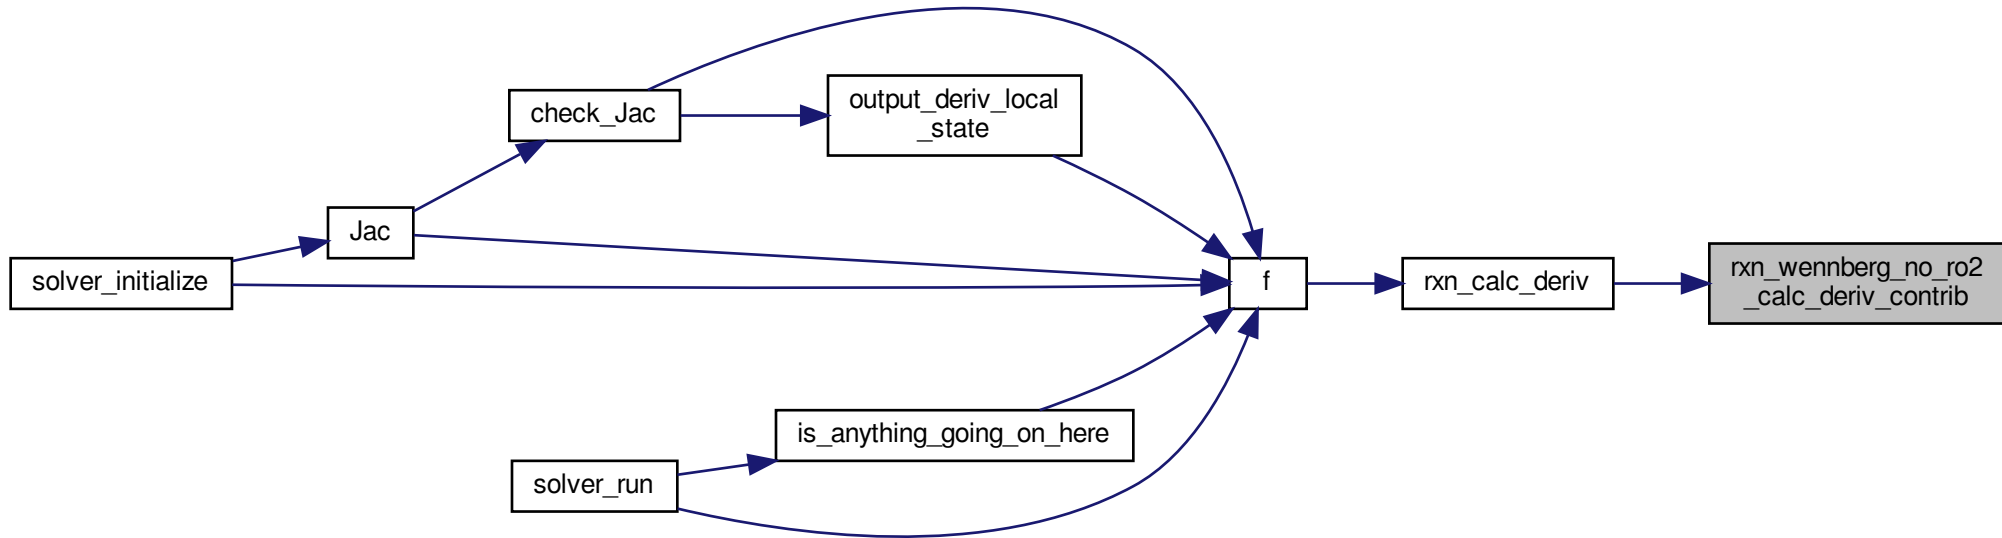 check_Jac
output_deriv_local
_state
Jac
solver_initialize
f
rxn_calc_deriv
rxn_wennberg_no_ro2
_calc_deriv_contrib
is_anything_going_on_here
solver_run